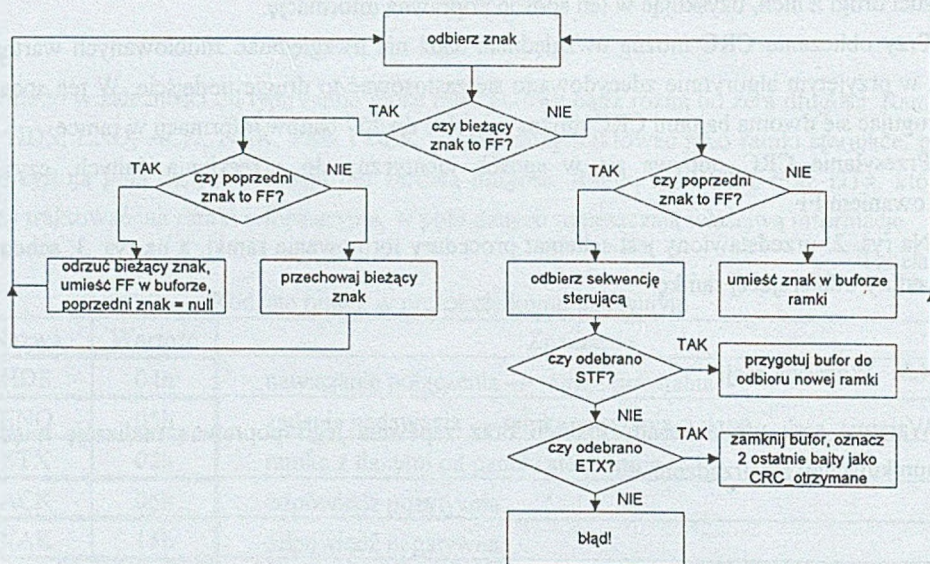 odbierz znak
TAK
NIE
czy bieżący
znak to FF?
TAK
czy poprzedni
znak to FF?
NIE
TAK
czy poprzedni
znak to FF?
NIE
odrzuć bieżący znak,
umieść FF w buforze,
poprzedni znak = null
przechowaj bieżący
znak
odbierz sekwencję
sterującą
umieść znak w buforze
ramki
czy odebrano
STF?
TAK
przygotuj bufor do
odbioru nowej ramki
NIE
czy odebrano
ETX?
TAK
zamknij bufor, oznacz
2 ostatnie bajty jako
CRC_otrzymane
NIE
błąd!